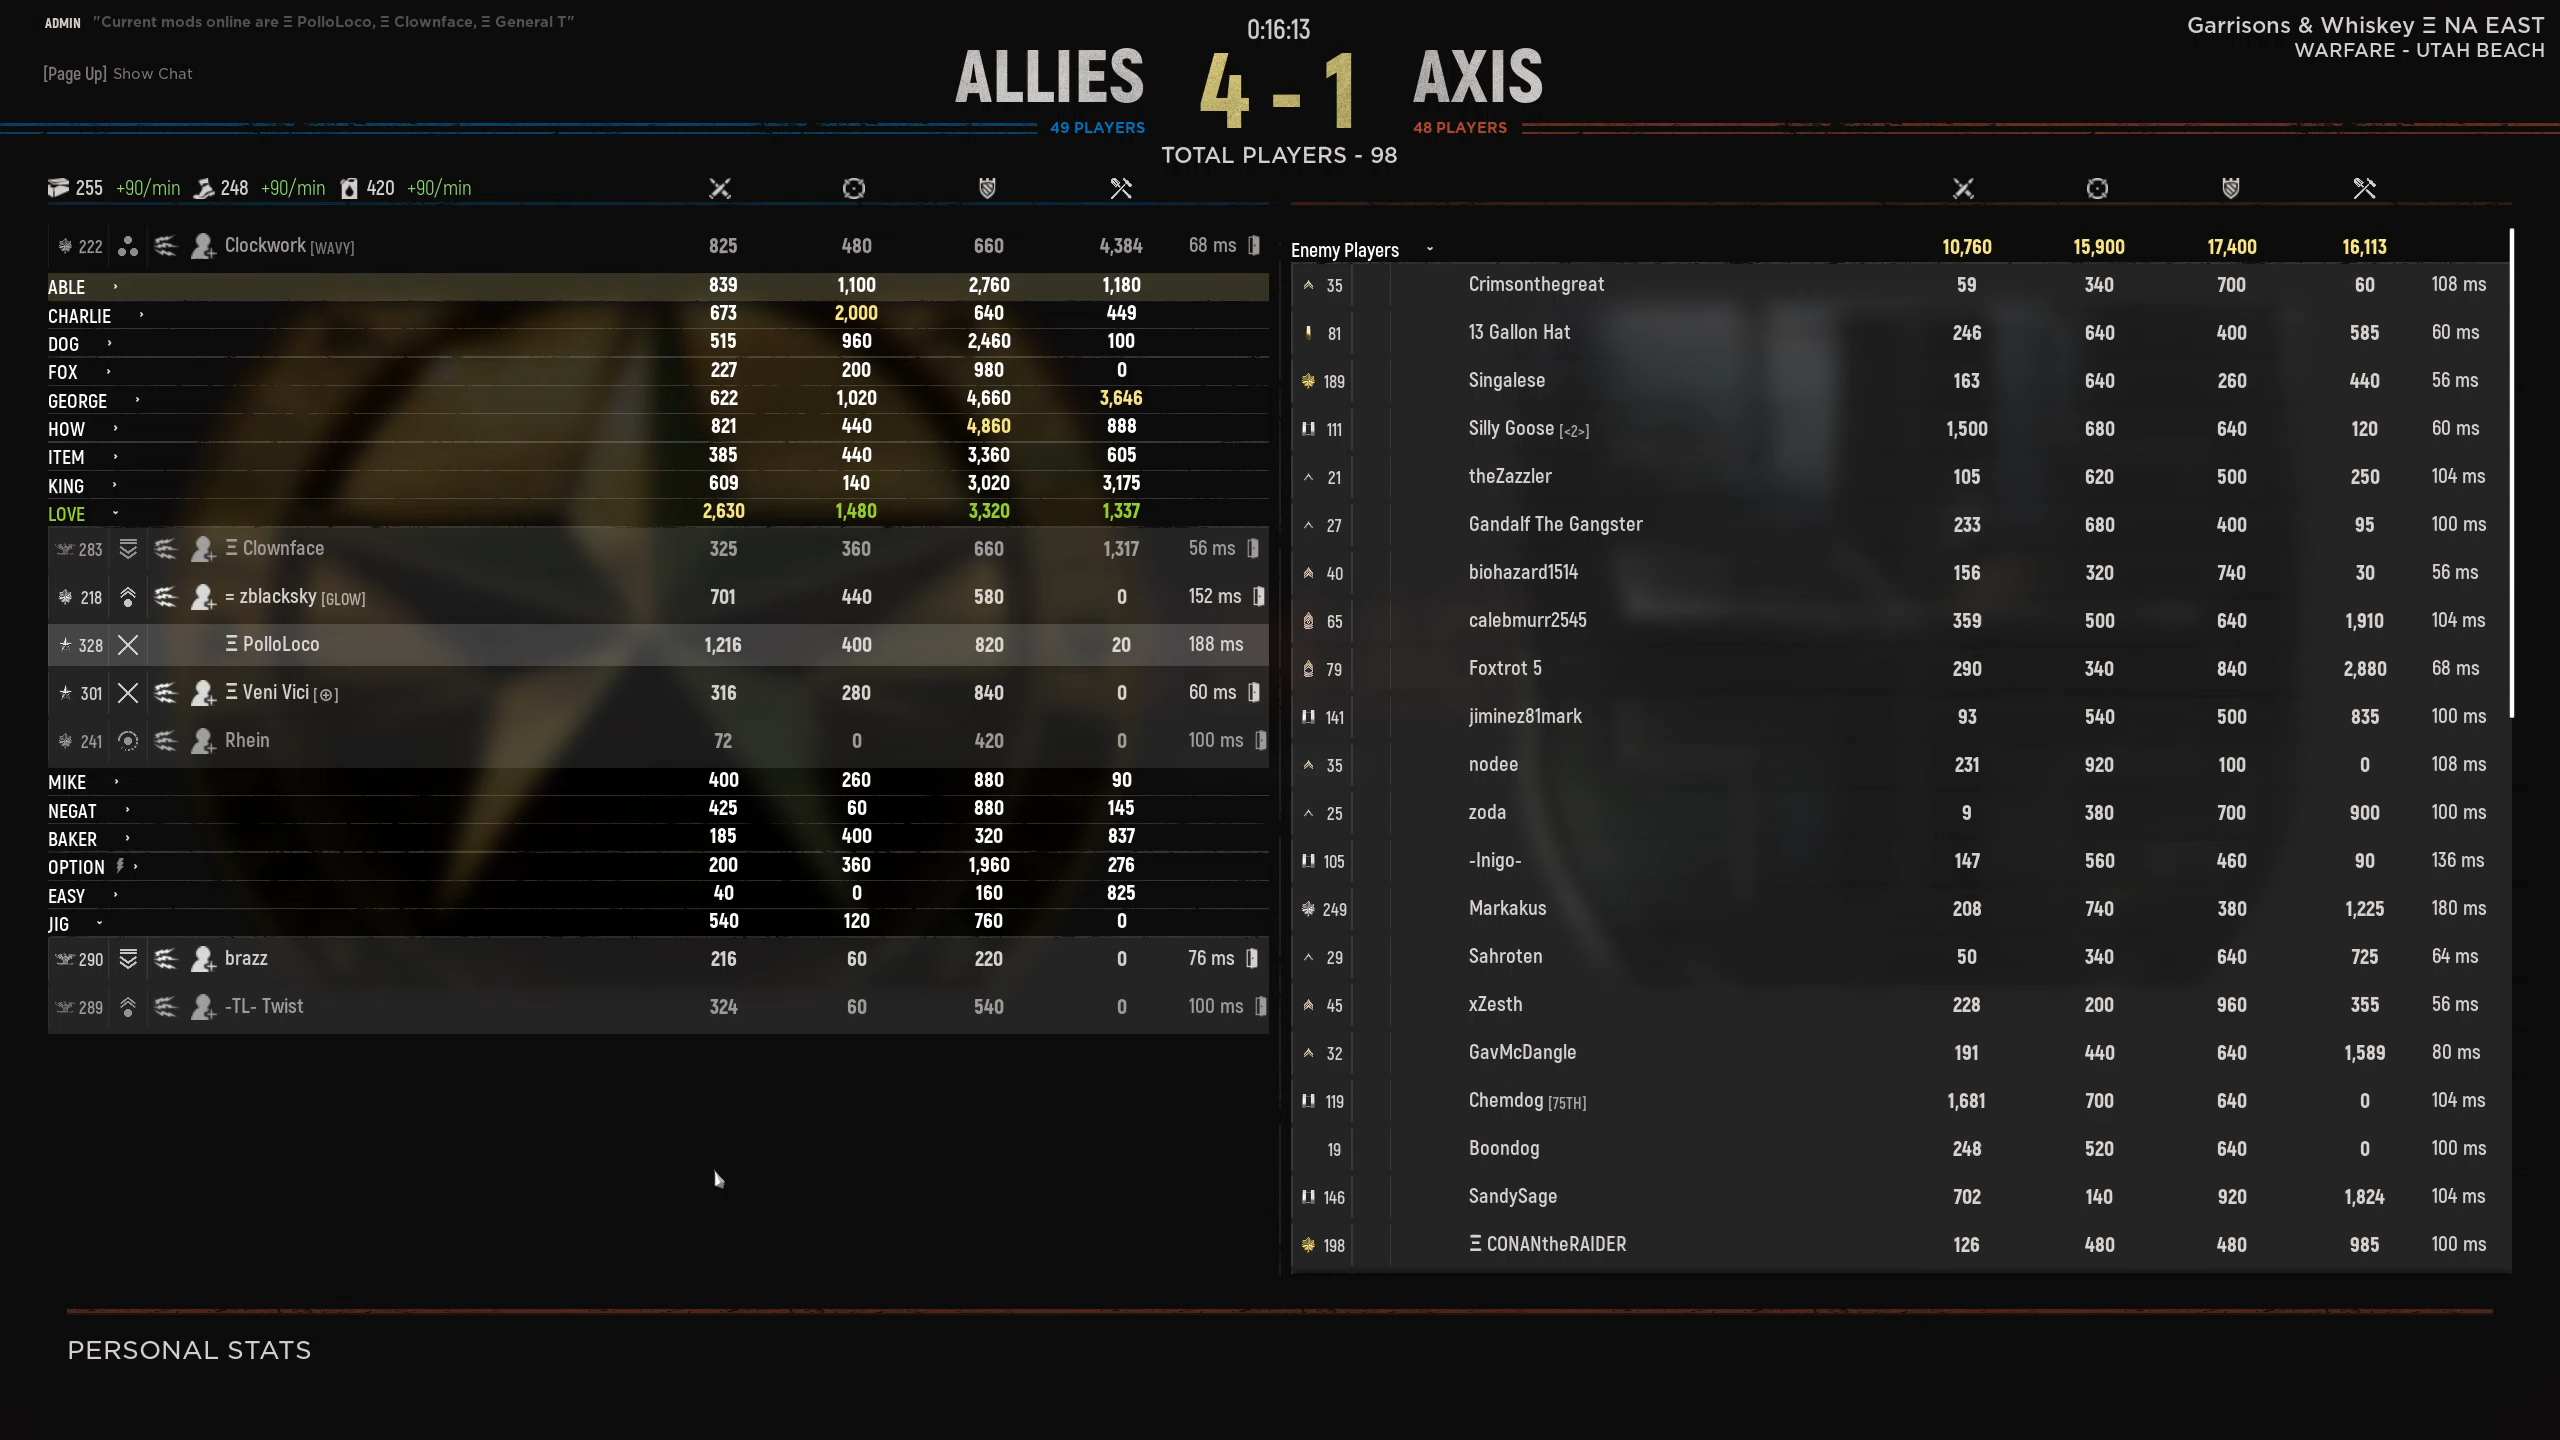 ADMIN "Current mods online are Ξ PolloLoco, Ξ Clownface, Ξ General T"
[Page Up] Show Chat
0:16:13
ALLIES 4 - 1 AXIS
49 PLAYERS 48 PLAYERS
TOTAL PLAYERS - 98
Garrisons & Whiskey Ξ NA EAST
WARFARE - UTAH BEACH
255 +90/min 248 +90/min 420 +90/min
222 Clockwork [WAVY] 825 480 660 4,384 68 ms
ABLE 839 1,100 2,760 1,180
CHARLIE 673 2,000 640 449
DOG 515 960 2,460 100
FOX 227 200 980 0
GEORGE 622 1,020 4,660 3,646
HOW 821 440 4,860 888
ITEM 385 440 3,360 605
KING 609 140 3,020 3,175
LOVE 2,630 1,480 3,320 1,337
283 Ξ Clownface 325 360 660 1,317 56 ms
218 = zblacksky [GLOW] 701 440 580 0 152 ms
328 Ξ PolloLoco 1,216 400 820 20 188 ms
301 Ξ Veni Vici [⊕] 316 280 840 0 60 ms
241 Rhein 72 0 420 0 100 ms
MIKE 400 260 880 90
NEGAT 425 60 880 145
BAKER 185 400 320 837
OPTION 200 360 1,960 276
EASY 40 0 160 825
JIG 540 120 760 0
290 brazz 216 60 220 0 76 ms
289 -TL- Twist 324 60 540 0 100 ms
Enemy Players 10,760 15,900 17,400 16,113
35 Crimsonthegreat 59 340 700 60 108 ms
81 13 Gallon Hat 246 640 400 585 60 ms
189 Singalese 163 640 260 440 56 ms
111 Silly Goose [<2>] 1,500 680 640 120 60 ms
21 theZazzler 105 620 500 250 104 ms
27 Gandalf The Gangster 233 680 400 95 100 ms
40 biohazard1514 156 320 740 30 56 ms
65 calebmurr2545 359 500 640 1,910 104 ms
79 Foxtrot 5 290 340 840 2,880 68 ms
141 jiminez81mark 93 540 500 835 100 ms
35 nodee 231 920 100 0 108 ms
25 zoda 9 380 700 900 100 ms
105 -Inigo- 147 560 460 90 136 ms
249 Markakus 208 740 380 1,225 180 ms
29 Sahroten 50 340 640 725 64 ms
45 xZesth 228 200 960 355 56 ms
32 GavMcDangle 191 440 640 1,589 80 ms
119 Chemdog [75TH] 1,681 700 640 0 104 ms
19 Boondog 248 520 640 0 100 ms
146 SandySage 702 140 920 1,824 104 ms
198 Ξ CONANtheRAIDER 126 480 480 985 100 ms
PERSONAL STATS